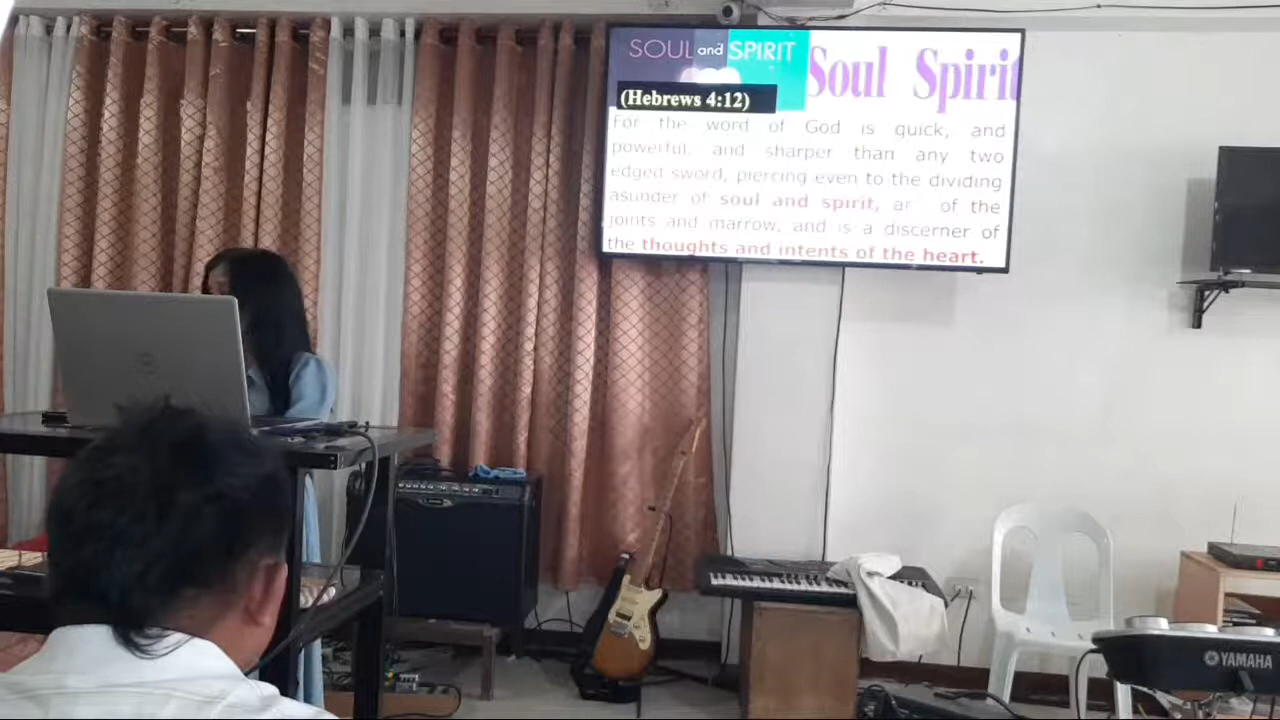 SOUL and SPIRIT
Soul Spirit
(Hebrews 4:12)
For the word of God is quick, and
powerful, and sharper than any two
edged sword, piercing even to the dividing
asunder of soul and spirit, an of the
joints and marrow, and is a discerner of
the thoughts and intents of the heart.
YAMAHA